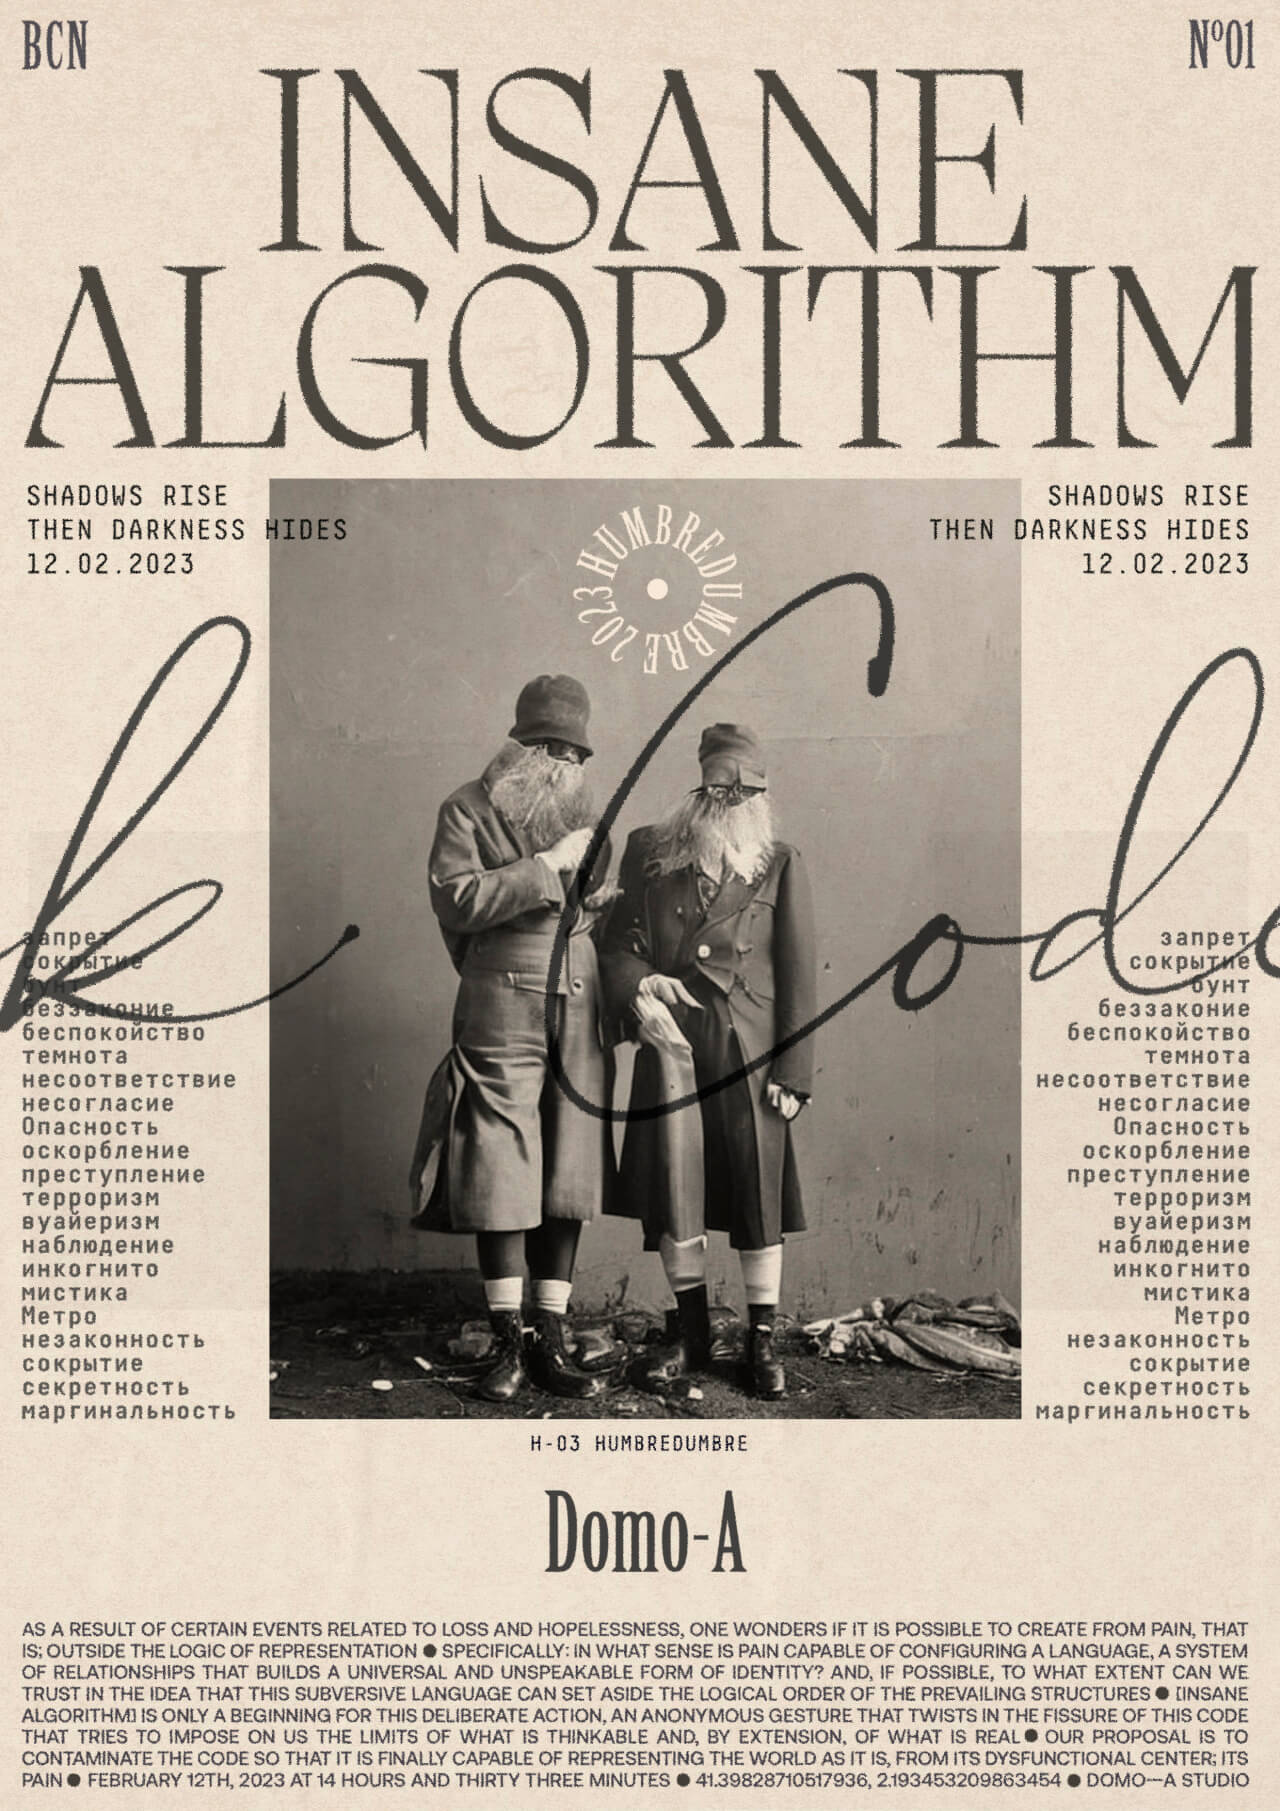 BCN
Nº01
INSANE
ALGORITHM
SHADOWS RISE
THEN DARKNESS HIDES
12.02.2023
SHADOWS RISE
THEN DARKNESS HIDES
12.02.2023
HUMBREDUMBRE 2023
k Code
запрет
сокрытие
бунт
беззаконие
беспокойство
темнота
несоответствие
несогласие
Опасность
оскорбление
преступление
терроризм
вуайеризм
наблюдение
инкогнито
мистика
Метро
незаконность
сокрытие
секретность
маргинальность
запрет
сокрытие
бунт
беззаконие
беспокойство
темнота
несоответствие
несогласие
Опасность
оскорбление
преступление
терроризм
вуайеризм
наблюдение
инкогнито
мистика
Метро
незаконность
сокрытие
секретность
маргинальность
H-03 HUMBREDUMBRE
Domo-A
AS A RESULT OF CERTAIN EVENTS RELATED TO LOSS AND HOPELESSNESS, ONE WONDERS IF IT IS POSSIBLE TO CREATE FROM PAIN, THAT
IS; OUTSIDE THE LOGIC OF REPRESENTATION ● SPECIFICALLY: IN WHAT SENSE IS PAIN CAPABLE OF CONFIGURING A LANGUAGE, A SYSTEM
OF RELATIONSHIPS THAT BUILDS A UNIVERSAL AND UNSPEAKABLE FORM OF IDENTITY? AND, IF POSSIBLE, TO WHAT EXTENT CAN WE
TRUST IN THE IDEA THAT THIS SUBVERSIVE LANGUAGE CAN SET ASIDE THE LOGICAL ORDER OF THE PREVAILING STRUCTURES ● [INSANE
ALGORITHM] IS ONLY A BEGINNING FOR THIS DELIBERATE ACTION, AN ANONYMOUS GESTURE THAT TWISTS IN THE FISSURE OF THIS CODE
THAT TRIES TO IMPOSE ON US THE LIMITS OF WHAT IS THINKABLE AND, BY EXTENSION, OF WHAT IS REAL ● OUR PROPOSAL IS TO
CONTAMINATE THE CODE SO THAT IT IS FINALLY CAPABLE OF REPRESENTING THE WORLD AS IT IS, FROM ITS DYSFUNCTIONAL CENTER; ITS
PAIN ● FEBRUARY 12TH, 2023 AT 14 HOURS AND THIRTY THREE MINUTES ● 41.39828710517936, 2.193453209863454 ● DOMO—A STUDIO